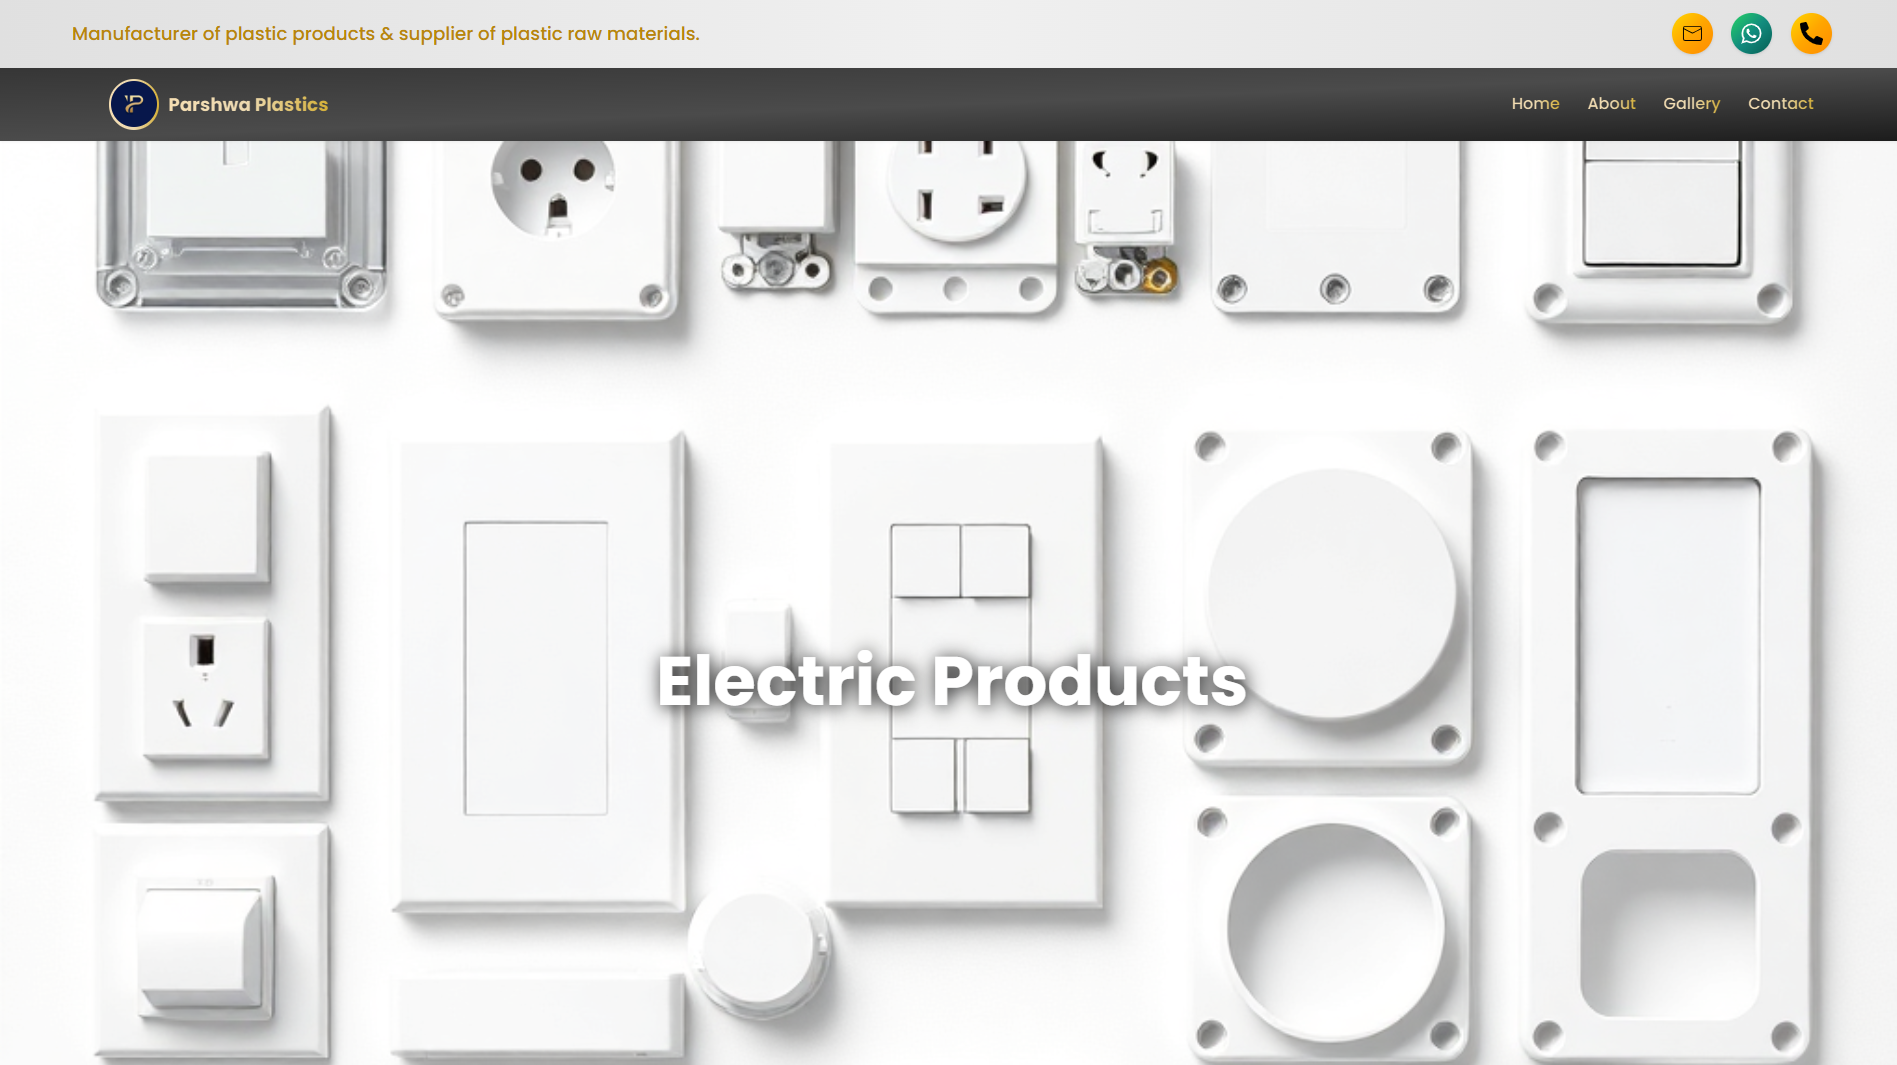 Manufacturer of plastic products & supplier of plastic raw materials.
Parshwa Plastics
Home
About
Gallery
Contact
Electric Products